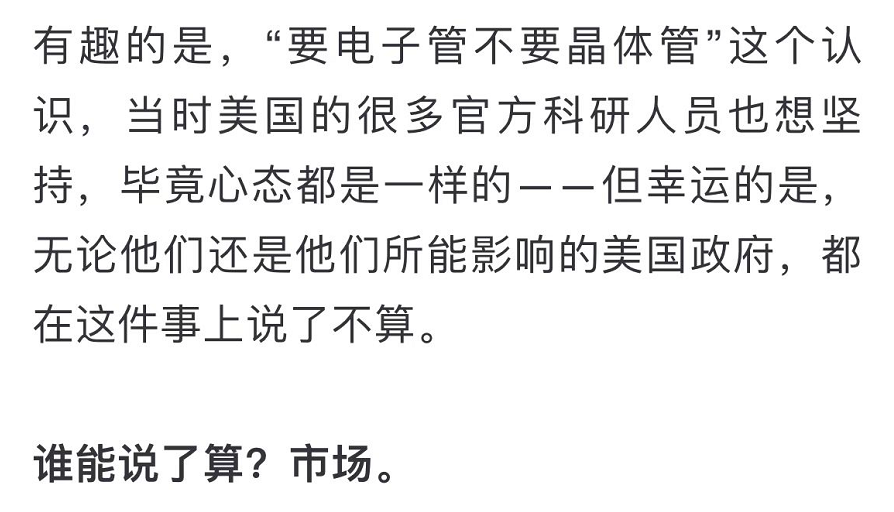 有趣的是，“要电子管不要晶体管”这个认
识，当时美国的很多官方科研人员也想坚
持，毕竟心态都是一样的——但幸运的是，
无论他们还是他们所能影响的美国政府，都
在这件事上说了不算。
谁能说了算？市场。